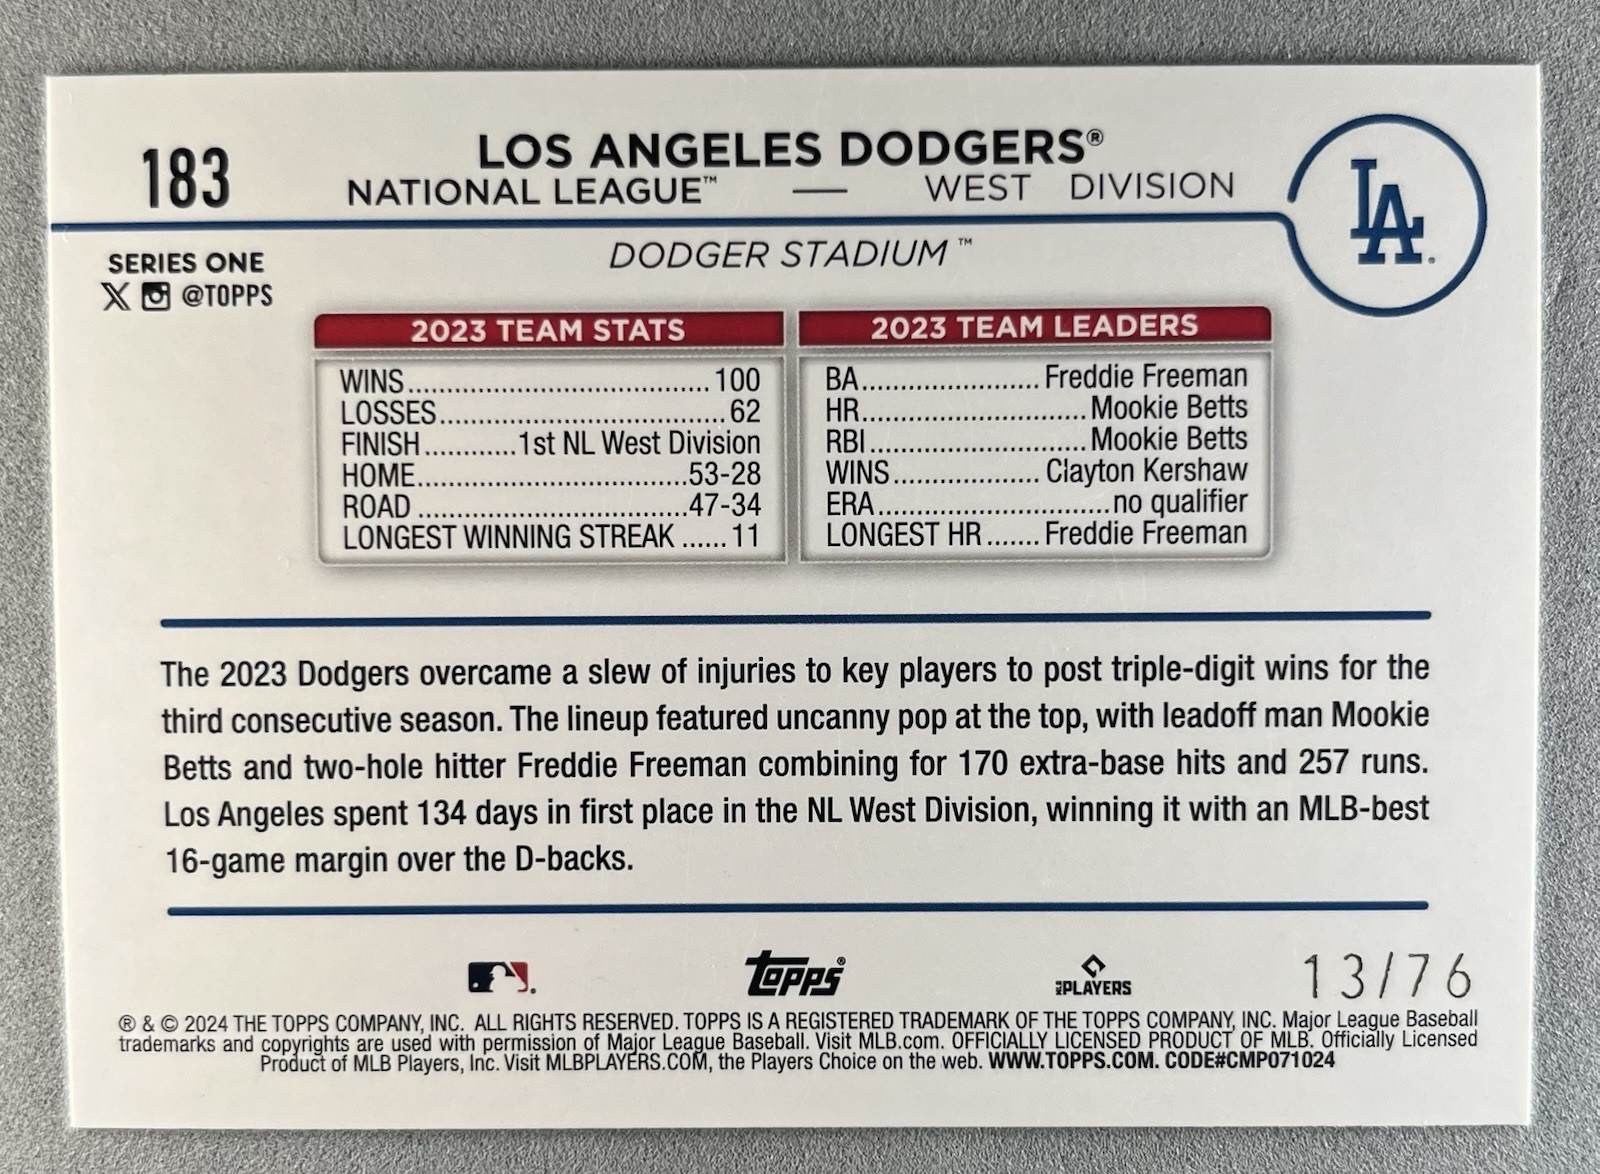 183
LOS ANGELES DODGERS®
NATIONAL LEAGUE™ — WEST DIVISION
LA
SERIES ONE
@TOPPS
DODGER STADIUM™
2023 TEAM STATS
WINS....................................100
LOSSES..................................62
FINISH............1st NL West Division
HOME................................53-28
ROAD ................................47-34
LONGEST WINNING STREAK ......11
2023 TEAM LEADERS
BA......................Freddie Freeman
HR...........................Mookie Betts
RBI..........................Mookie Betts
WINS..................Clayton Kershaw
ERA............................no qualifier
LONGEST HR.......Freddie Freeman
The 2023 Dodgers overcame a slew of injuries to key players to post triple-digit wins for the
third consecutive season. The lineup featured uncanny pop at the top, with leadoff man Mookie
Betts and two-hole hitter Freddie Freeman combining for 170 extra-base hits and 257 runs.
Los Angeles spent 134 days in first place in the NL West Division, winning it with an MLB-best
16-game margin over the D-backs.
Topps®
MLB PLAYERS
13/76
® & © 2024 THE TOPPS COMPANY, INC. ALL RIGHTS RESERVED. TOPPS IS A REGISTERED TRADEMARK OF THE TOPPS COMPANY, INC. Major League Baseball
trademarks and copyrights are used with permission of Major League Baseball. Visit MLB.com. OFFICIALLY LICENSED PRODUCT OF MLB. Officially Licensed
Product of MLB Players, Inc. Visit MLBPLAYERS.COM, the Players Choice on the web. WWW.TOPPS.COM. CODE#CMP071024